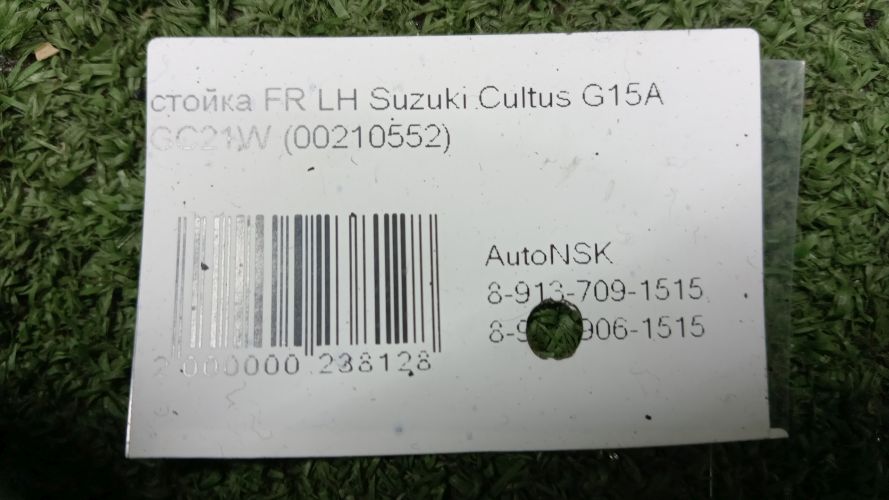 стойка FR LH Suzuki Cultus G15A
GC21W (00210552)
AutoNSK
8-913-709-1515
2 000000 238128